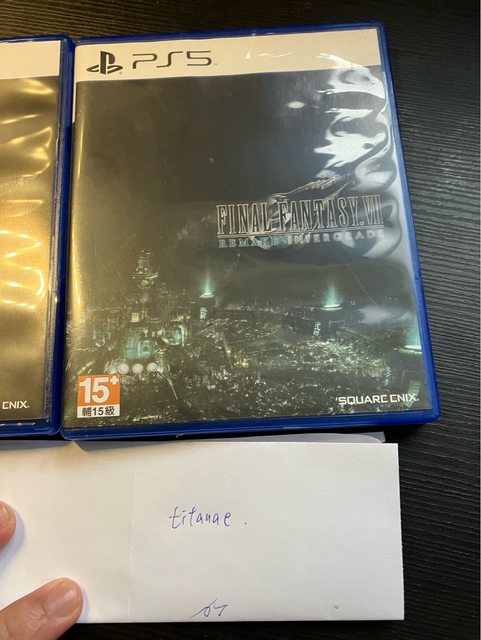 PS5
FINAL FANTASY VII
REMAKE INTERGRADE
15+
輔15級
SQUARE ENIX.
ENIX.
titanae.